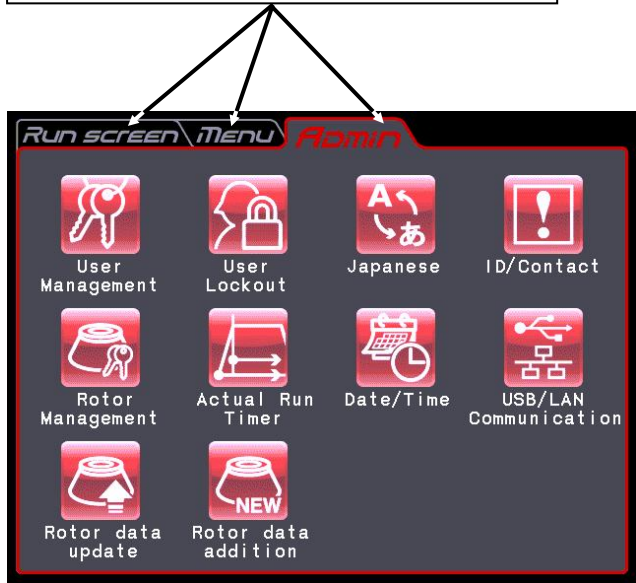 Run screen Menu Admin
A
あ
User Management
User Lockout
Japanese
ID/Contact
Rotor Management
Actual Run Timer
Date/Time
USB/LAN Communication
NEW
Rotor data update
Rotor data addition